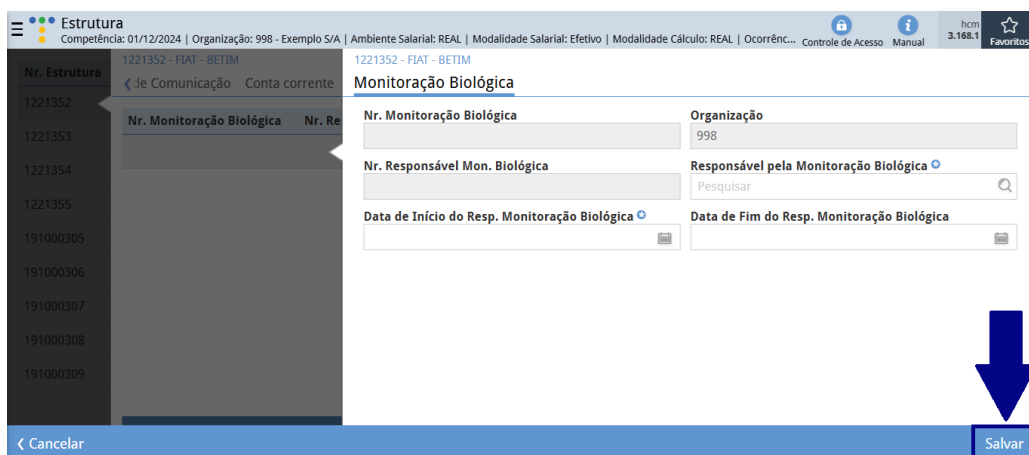 Estrutura
Competência: 01/12/2024 | Organização: 998 - Exemplo S/A | Ambiente Salarial: REAL | Modalidade Salarial: Efetivo | Modalidade Cálculo: REAL | Ocorrênc...
Controle de Acesso
Manual
hcm
3.168.1
Favoritos
Nr. Estrutura
1221352
1221353
1221354
1221355
191000305
191000306
191000307
191000308
191000309
1221352 - FIAT - BETIM
de Comunicação Conta corrente
Nr. Monitoração Biológica Nr. Re
1221352 - FIAT - BETIM
Monitoração Biológica
Nr. Monitoração Biológica
Organização
998
Nr. Responsável Mon. Biológica
Responsável pela Monitoração Biológica
Pesquisar
Data de Início do Resp. Monitoração Biológica
Data de Fim do Resp. Monitoração Biológica
Cancelar
Salvar